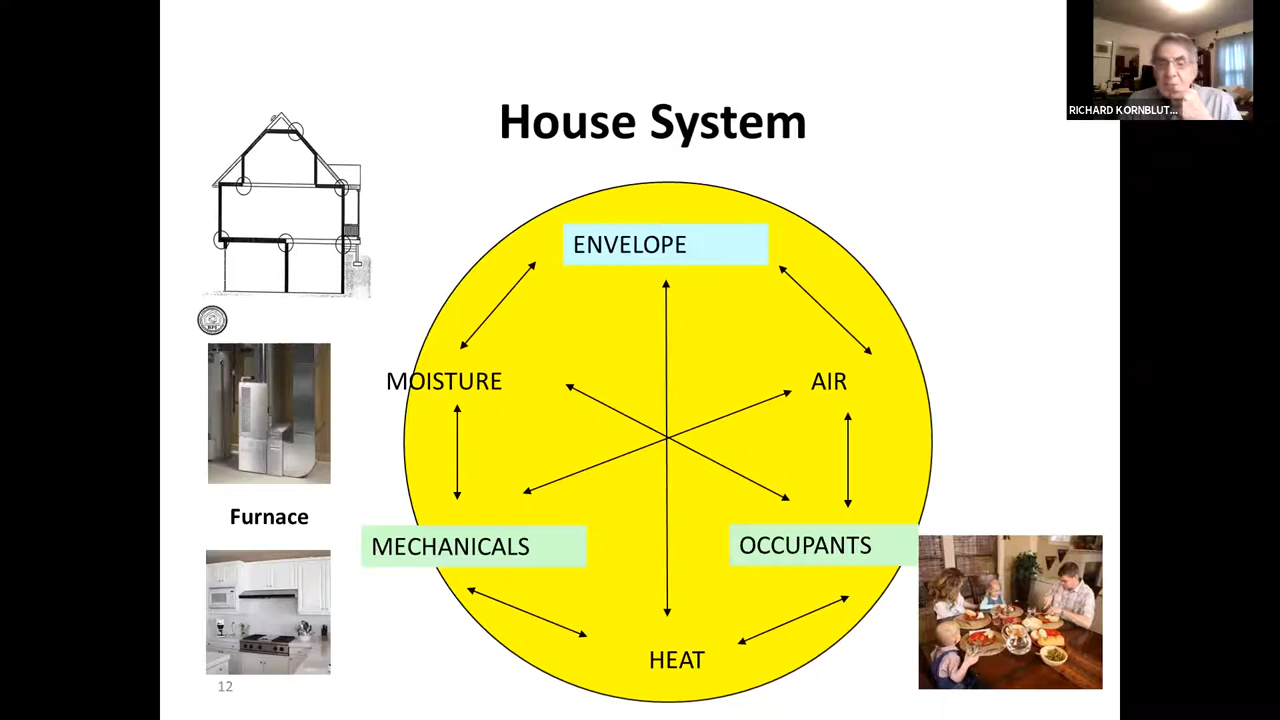 RICHARD KORNBLUT...
House System
ENVELOPE
MOISTURE
AIR
Furnace
MECHANICALS
OCCUPANTS
HEAT
12